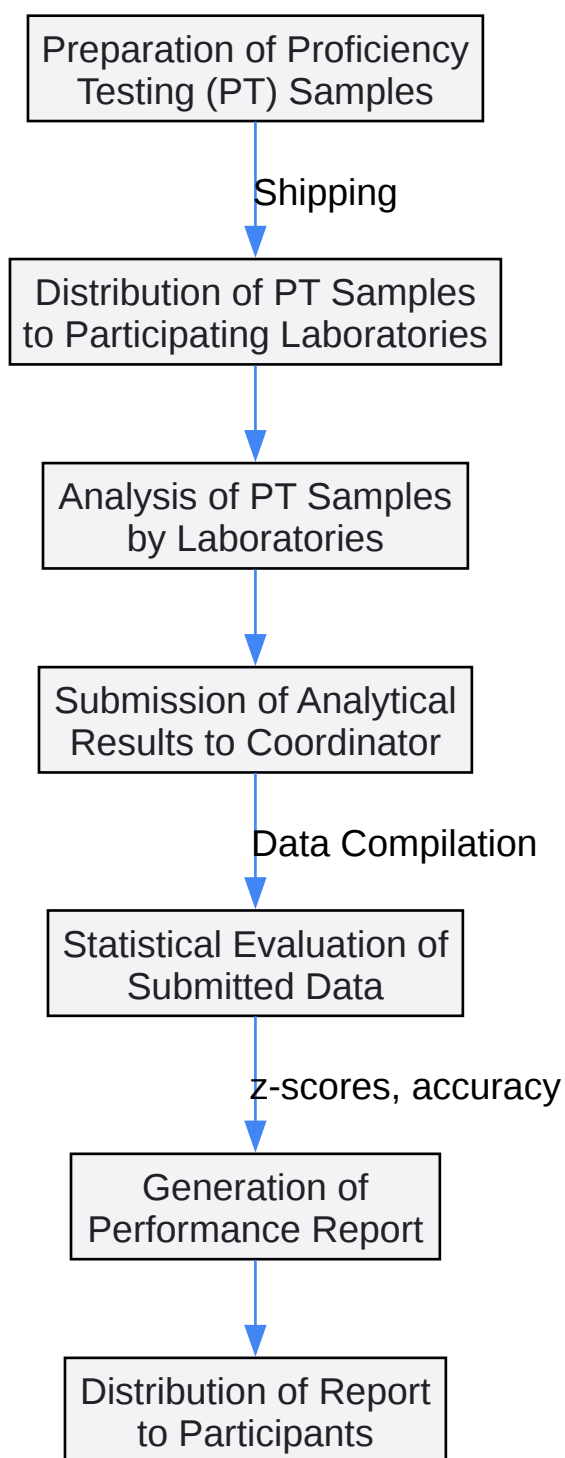 Preparation of Proficiency
Testing (PT) Samples
Shipping
Distribution of PT Samples
to Participating Laboratories
Analysis of PT Samples
by Laboratories
Submission of Analytical
Results to Coordinator
Data Compilation
Statistical Evaluation of
Submitted Data
z-scores, accuracy
Generation of
Performance Report
Distribution of Report
to Participants